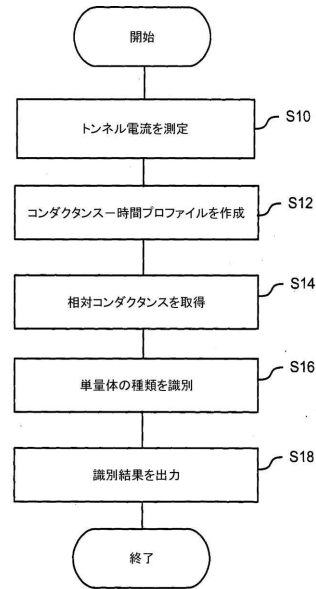 開始
トンネル電流を測定
S10
コンダクタンス－時間プロファイルを作成
S12
相対コンダクタンスを取得
S14
単量体の種類を識別
S16
識別結果を出力
S18
終了